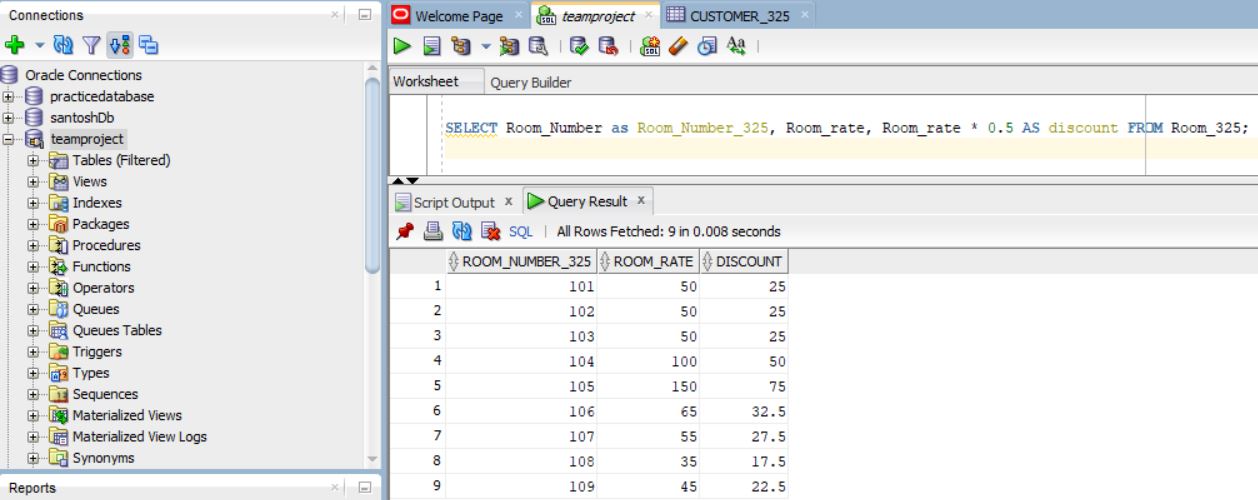 Connections
Oracle Connections
practicedatabase
santoshDb
teamproject
Tables (Filtered)
Views
Indexes
Packages
Procedures
Functions
Operators
Queues
Queues Tables
Triggers
Types
Sequences
Materialized Views
Materialized View Logs
Synonyms
Reports
Welcome Page
teamproject
CUSTOMER_325
Worksheet Query Builder
SELECT Room_Number as Room_Number_325, Room_rate, Room_rate * 0.5 AS discount FROM Room_325;
Script Output x Query Result x
SQL | All Rows Fetched: 9 in 0.008 seconds
ROOM_NUMBER_325 ROOM_RATE DISCOUNT
1 101 50 25
2 102 50 25
3 103 50 25
4 104 100 50
5 105 150 75
6 106 65 32.5
7 107 55 27.5
8 108 35 17.5
9 109 45 22.5